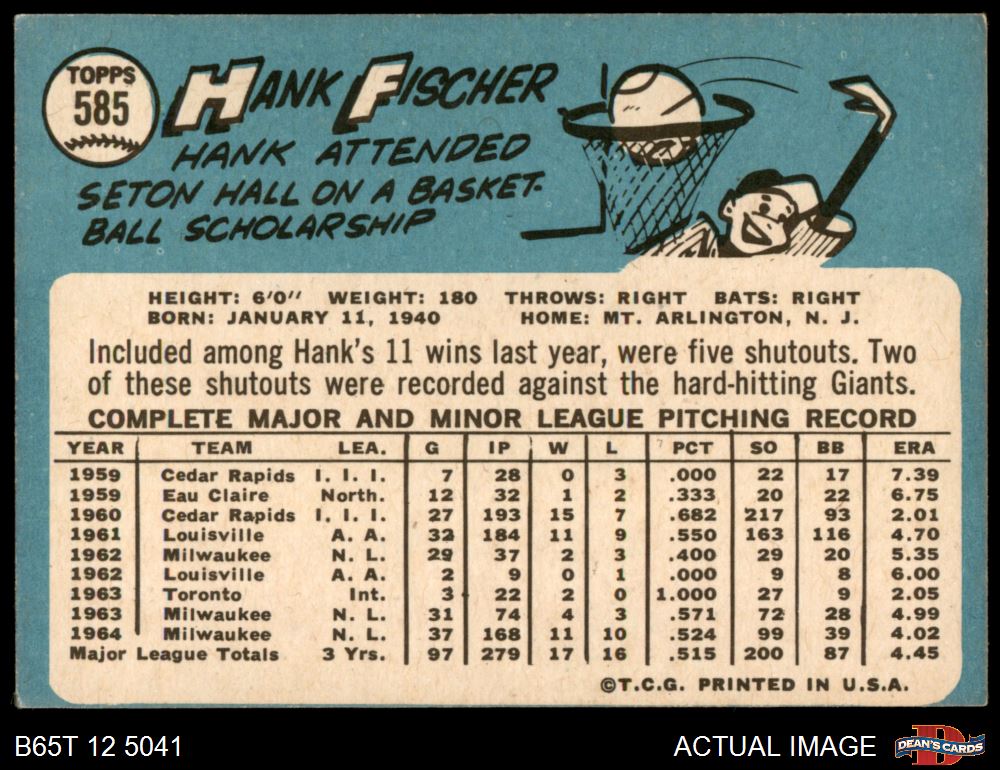 TOPPS
585
HANK FISCHER
HANK ATTENDED
SETON HALL ON A BASKET-
BALL SCHOLARSHIP
HEIGHT: 6'0" WEIGHT: 180 THROWS: RIGHT BATS: RIGHT
BORN: JANUARY 11, 1940 HOME: MT. ARLINGTON, N. J.
Included among Hank's 11 wins last year, were five shutouts. Two
of these shutouts were recorded against the hard-hitting Giants.
COMPLETE MAJOR AND MINOR LEAGUE PITCHING RECORD
YEAR TEAM LEA. G IP W L PCT SO BB ERA
1959 Cedar Rapids I. I. I. 7 28 0 3 .000 22 17 7.39
1959 Eau Claire North. 12 32 1 2 .333 20 22 6.75
1960 Cedar Rapids I. I. I. 27 193 15 7 .682 217 93 2.01
1961 Louisville A. A. 32 184 11 9 .550 163 116 4.70
1962 Milwaukee N. L. 29 37 2 3 .400 29 20 5.35
1962 Louisville A. A. 2 9 0 1 .000 9 8 6.00
1963 Toronto Int. 3 22 2 0 1.000 27 9 2.05
1963 Milwaukee N. L. 31 74 4 3 .571 72 28 4.99
1964 Milwaukee N. L. 37 168 11 10 .524 99 39 4.02
Major League Totals 3 Yrs. 97 279 17 16 .515 200 87 4.45
©T.C.G. PRINTED IN U.S.A.
B65T 12 5041
ACTUAL IMAGE
DEAN'S CARDS